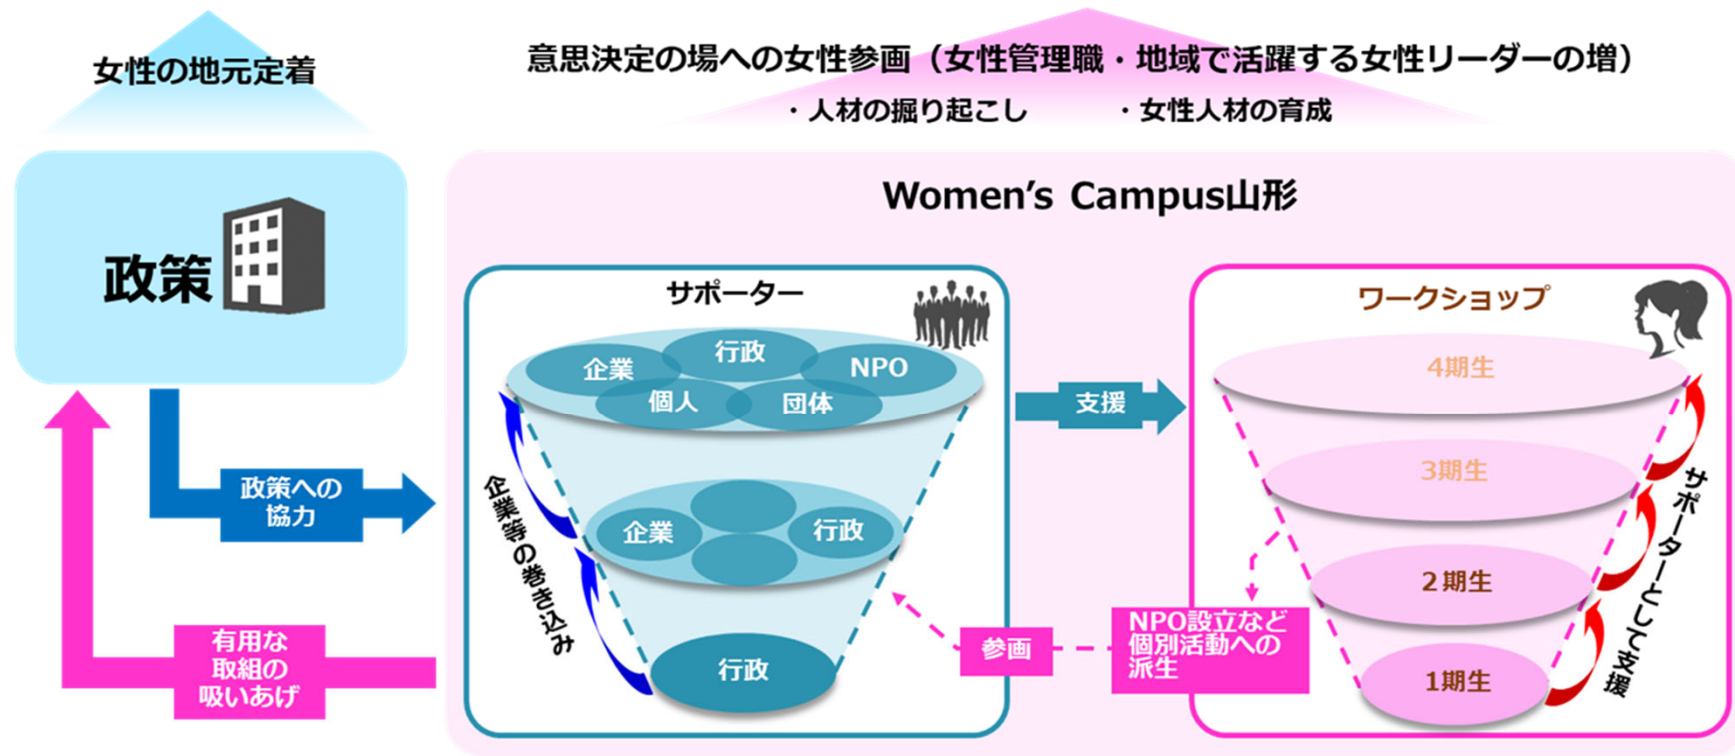 女性の地元定着
意思決定の場への女性参画（女性管理職・地域で活躍する女性リーダーの増）
・人材の掘り起こし
・女性人材の育成
政策
Women's Campus山形
サポーター
行政
企業
NPO
個人
団体
企業
行政
行政
企業等の巻き込み
支援
ワークショップ
4期生
3期生
２期生
1期生
サポーターとして支援
政策への
協力
有用な
取組の
吸いあげ
参画
NPO設立など
個別活動への
派生